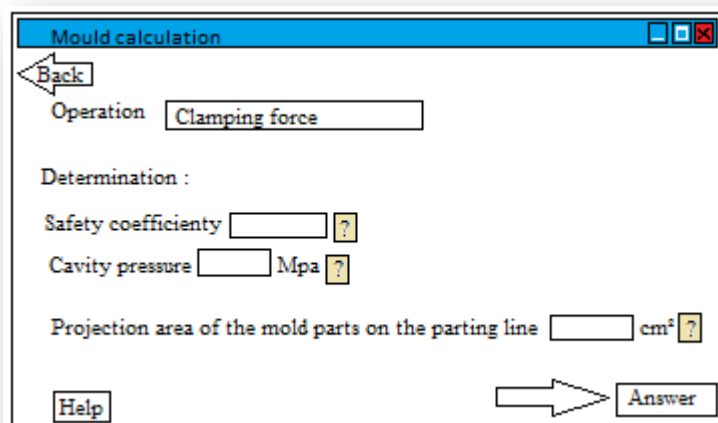 Mould calculation
Back
Operation Clamping force
Determination :
Safety coefficienty ?
Cavity pressure Mpa ?
Projection area of the mold parts on the parting line cm² ?
Help Answer